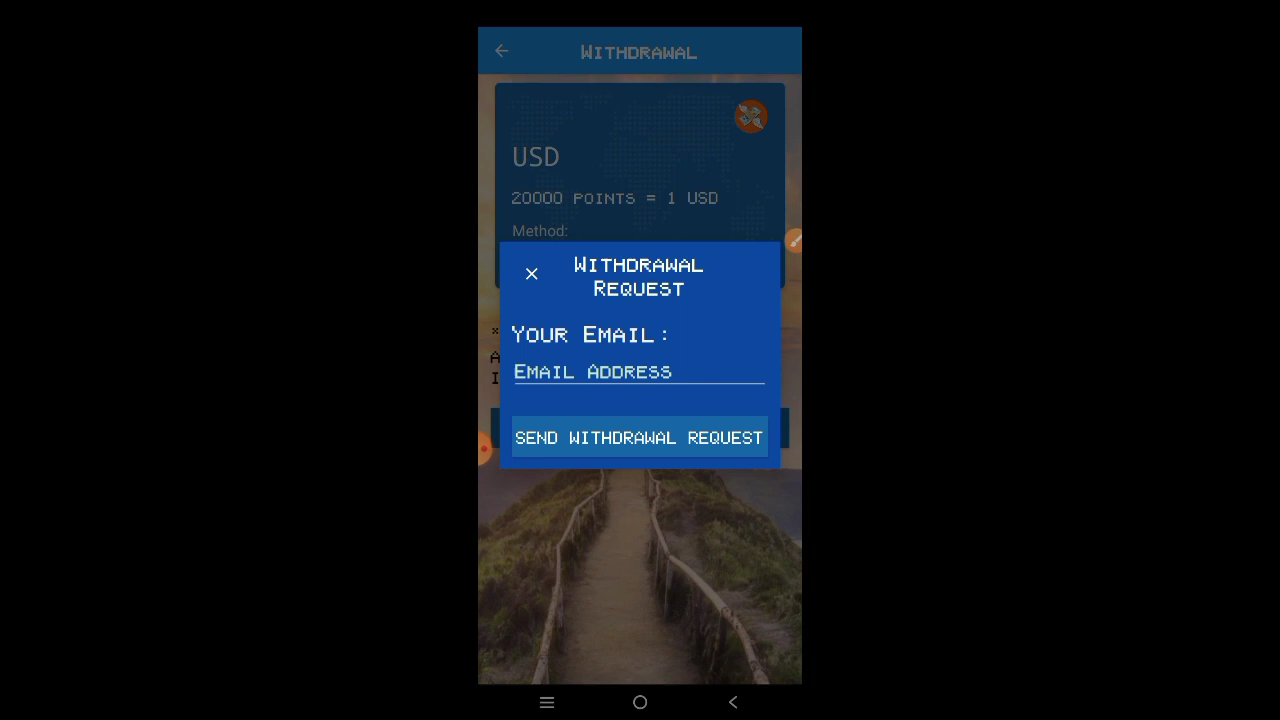 Withdrawal
USD
20000 points = 1 USD
Method:
Withdrawal
Request
Your Email:
Email Address
send withdrawal request